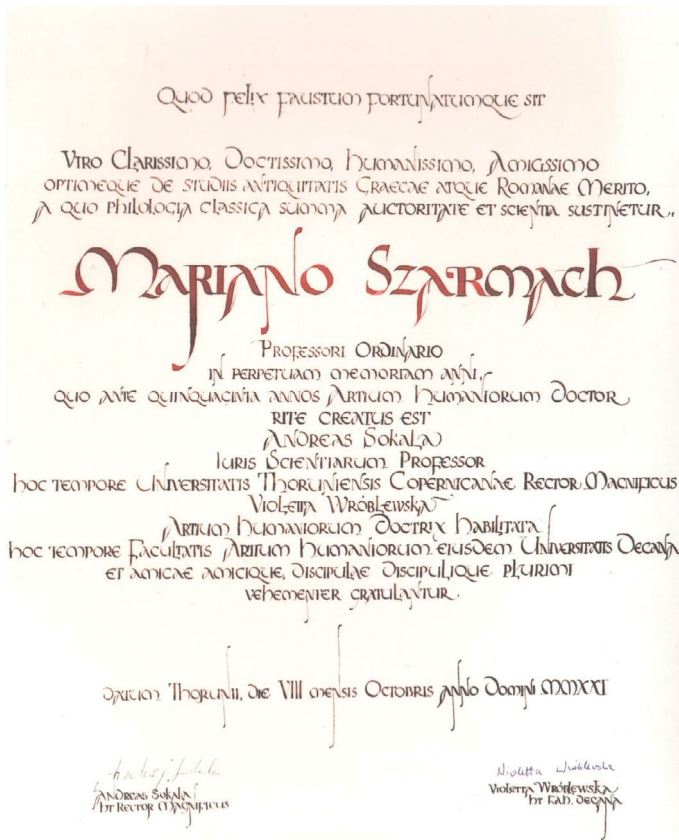 Quod felix faustum fortunatumque sit
Viro Clarissimo, Doctissimo, Humanissimo, Amicissimo
optimeque de studiis antiquitatis Graecae atque Romanae merito,
a quo philologia classica summa auctoritate et scientia sustinetur,
Mariano Szarmach
Professori Ordinario
in perpetuam memoriam anni,
quo ante quinquaginta annos Artium Humaniorum Doctor
rite creatus est
Andreas Sokala
Iuris Scientiarum Professor
hoc tempore Universitatis Thoruniensis Copernicanae Rector Magnificus
Violetta Wróblewska
Artium Humaniorum Doctrix Habilitata
hoc tempore Facultatis Artium Humaniorum eiusdem Universitatis Decana
et amicae amicique, discipulae discipulique plurimi
vehementer gratulantur.
Datum Thorunii, die VIII mensis Octobris anno Domini MMXXI
Andreas Sokala
ht Rector Magnificus
Violetta Wróblewska
Violetta Wróblewska
ht Fah. Decana